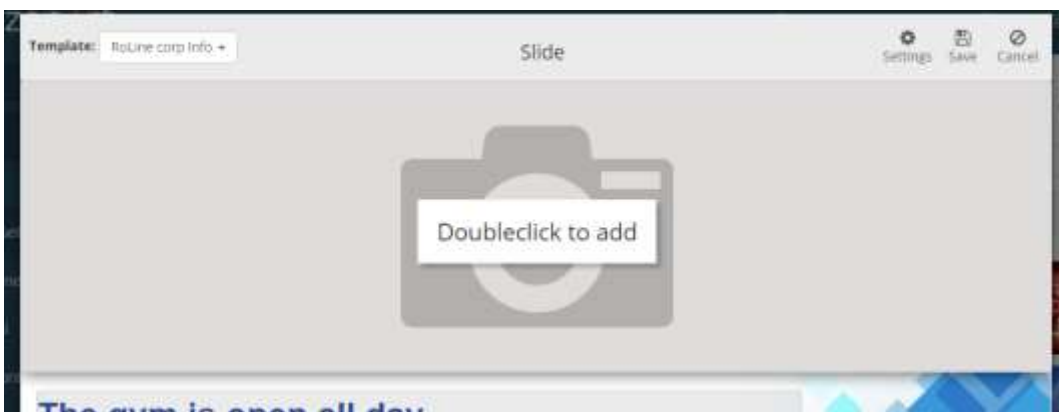 Template: RoLine corp Info
Slide
Settings Save Cancel
Doubleclick to add
The gym is open all day